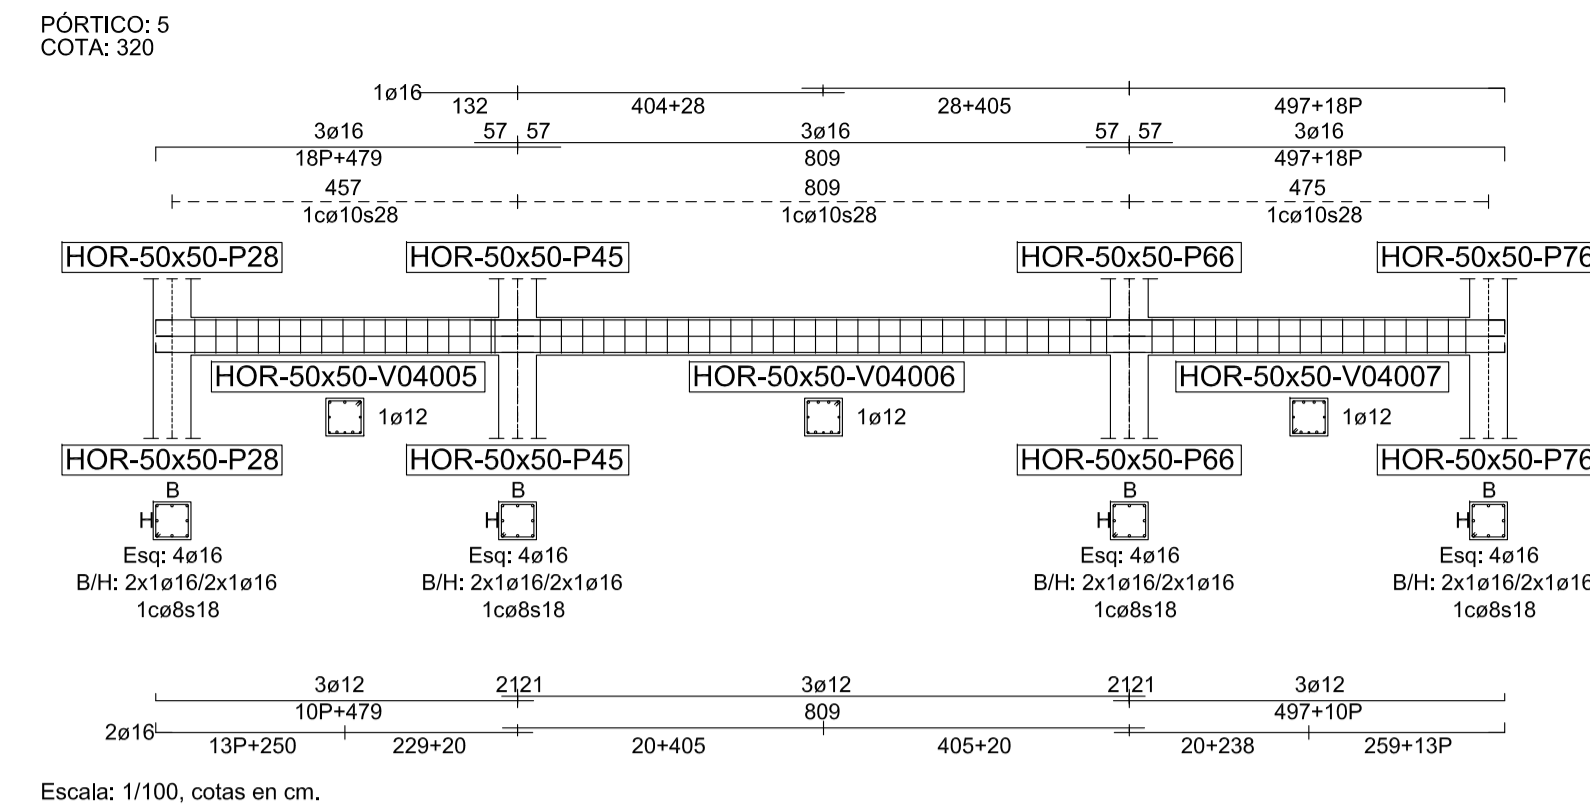 PÓRTICO: 5
COTA: 320
1ø16
132 404+28 28+405 497+18P
3ø16 57 57 3ø16 57 57 3ø16
18P+479 809 497+18P
457 809 475
1cø10s28 1cø10s28 1cø10s28
HOR-50x50-P28 HOR-50x50-P45 HOR-50x50-P66 HOR-50x50-P76
HOR-50x50-V04005 HOR-50x50-V04006 HOR-50x50-V04007
1ø12 1ø12 1ø12
HOR-50x50-P28 HOR-50x50-P45 HOR-50x50-P66 HOR-50x50-P76
B B B B
H H H H
Esq: 4ø16 Esq: 4ø16 Esq: 4ø16 Esq: 4ø16
B/H: 2x1ø16/2x1ø16 B/H: 2x1ø16/2x1ø16 B/H: 2x1ø16/2x1ø16 B/H: 2x1ø16/2x1ø16
1cø8s18 1cø8s18 1cø8s18 1cø8s18
3ø12 2121 3ø12 2121 3ø12
10P+479 809 497+10P
2ø16
13P+250 229+20 20+405 405+20 20+238 259+13P
Escala: 1/100, cotas en cm.